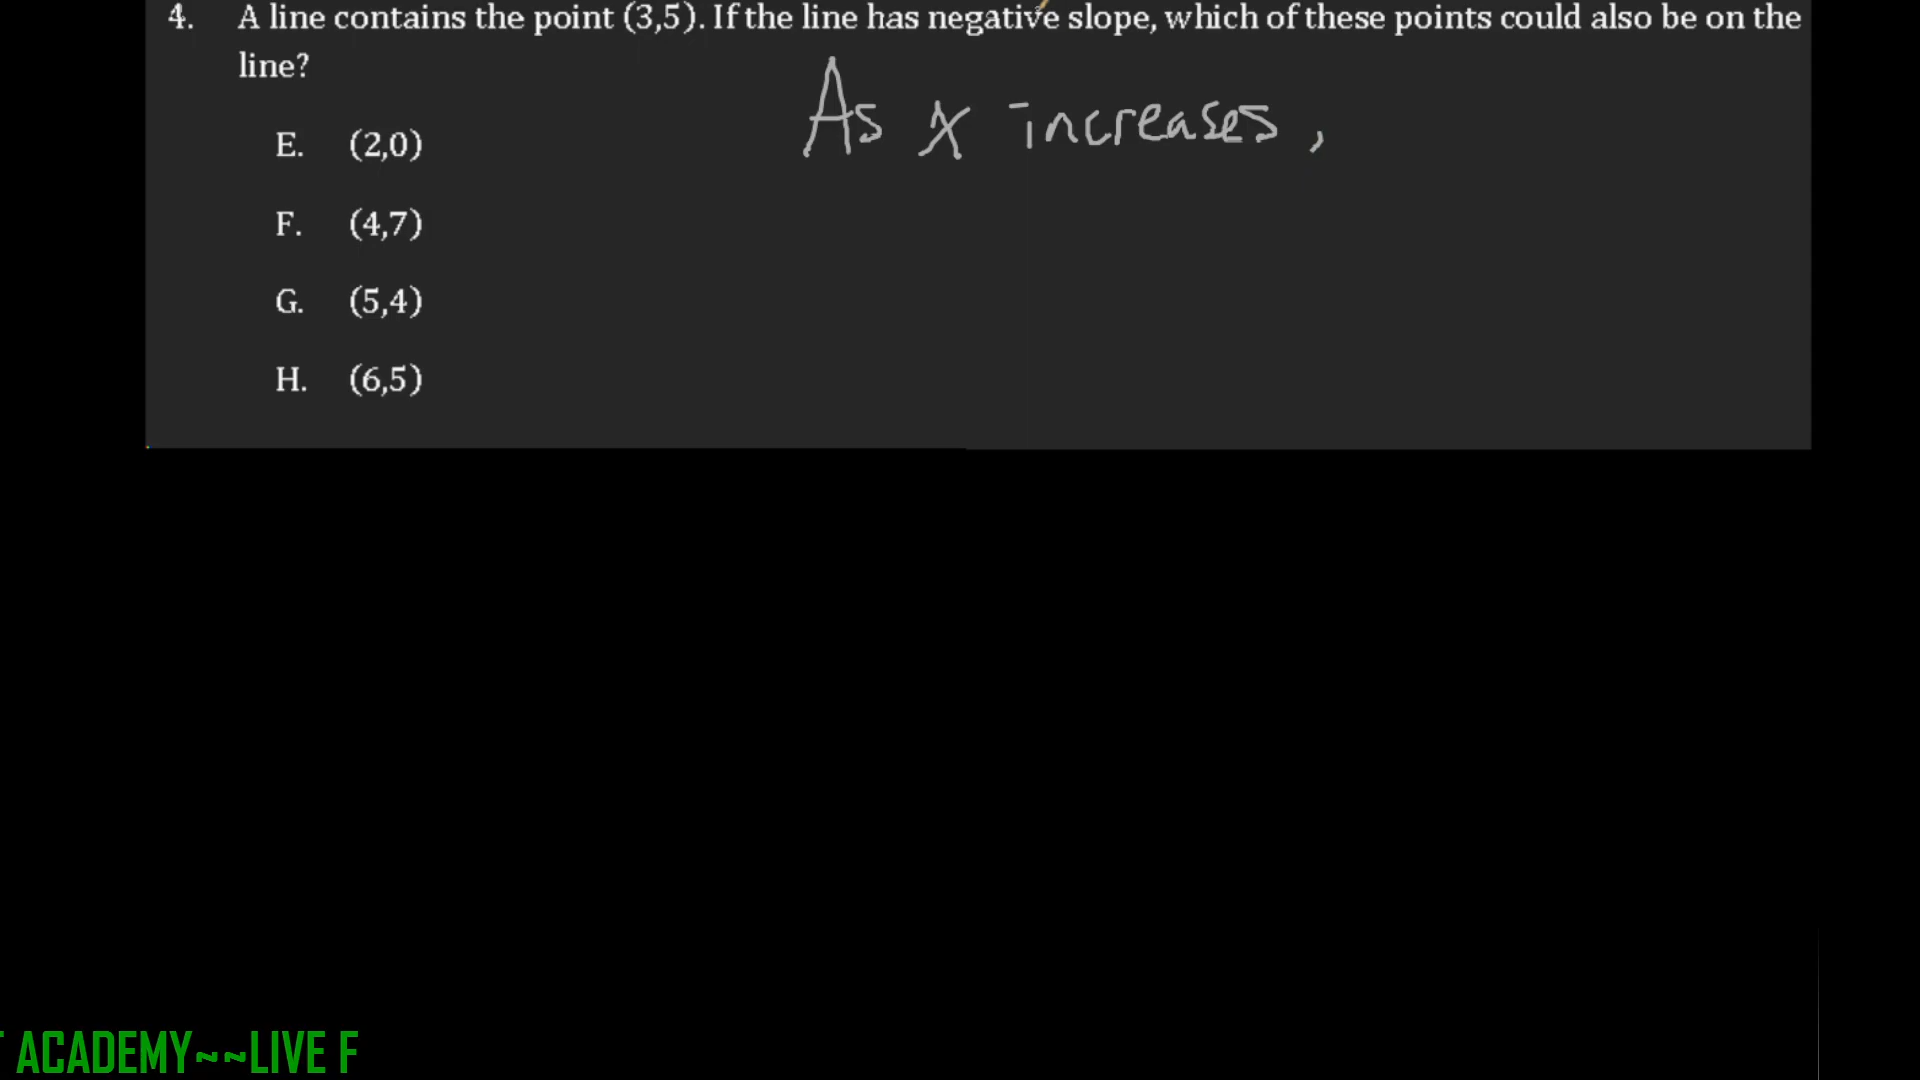 4. A line contains the point (3,5). If the line has negative slope, which of these points could also be on the
line?
As x increases,
E. (2,0)
F. (4,7)
G. (5,4)
H. (6,5)
ACADEMY~~LIVE F